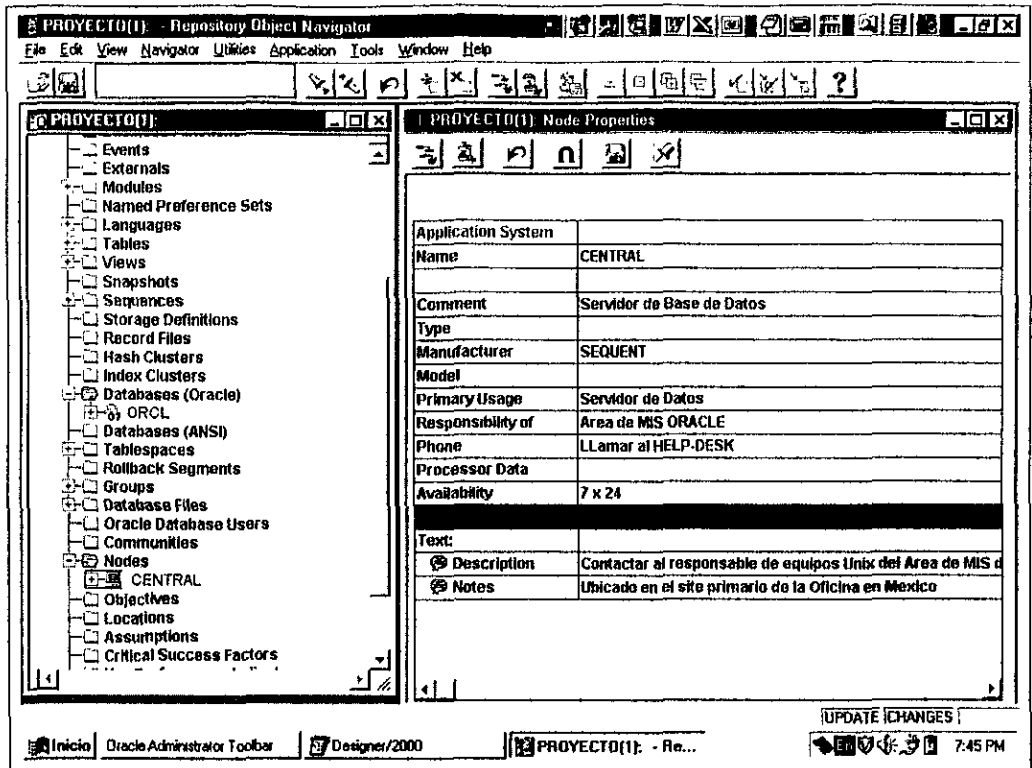 PROYECTO(1): - Repository Object Navigator
File Edit View Navigator Utilities Application Tools Window Help
PROYECTO(1):
Events
Externals
Modules
Named Preference Sets
Languages
Tables
Views
Snapshots
Sequences
Storage Definitions
Record Files
Hash Clusters
Index Clusters
Databases (Oracle)
ORCL
Databases (ANSI)
Tablespaces
Rollback Segments
Groups
Database Files
Oracle Database Users
Communities
Nodes
CENTRAL
Objectives
Locations
Assumptions
Critical Success Factors
PROYECTO(1): Node Properties
Application System
Name CENTRAL
Comment Servidor de Base de Datos
Type
Manufacturer SEQUENT
Model
Primary Usage Servidor de Datos
Responsibility of Area de MIS ORACLE
Phone LLamar al HELP-DESK
Processor Data
Availability 7 x 24
Text:
Description Contactar al responsable de equipos Unix del Area de MIS d
Notes Ubicado en el site primario de la Oficina en Mexico
UPDATE CHANGES
Inicio Oracle Administrator Toolbar Designer/2000 PROYECTO(1): - Re... En 7:45 PM